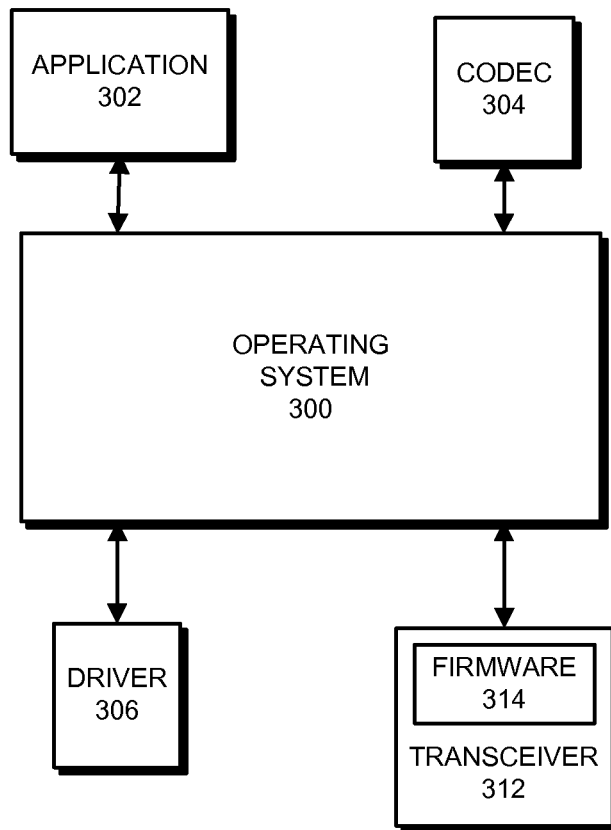 APPLICATION
302
CODEC
304
OPERATING
SYSTEM
300
DRIVER
306
FIRMWARE
314
TRANSCEIVER
312